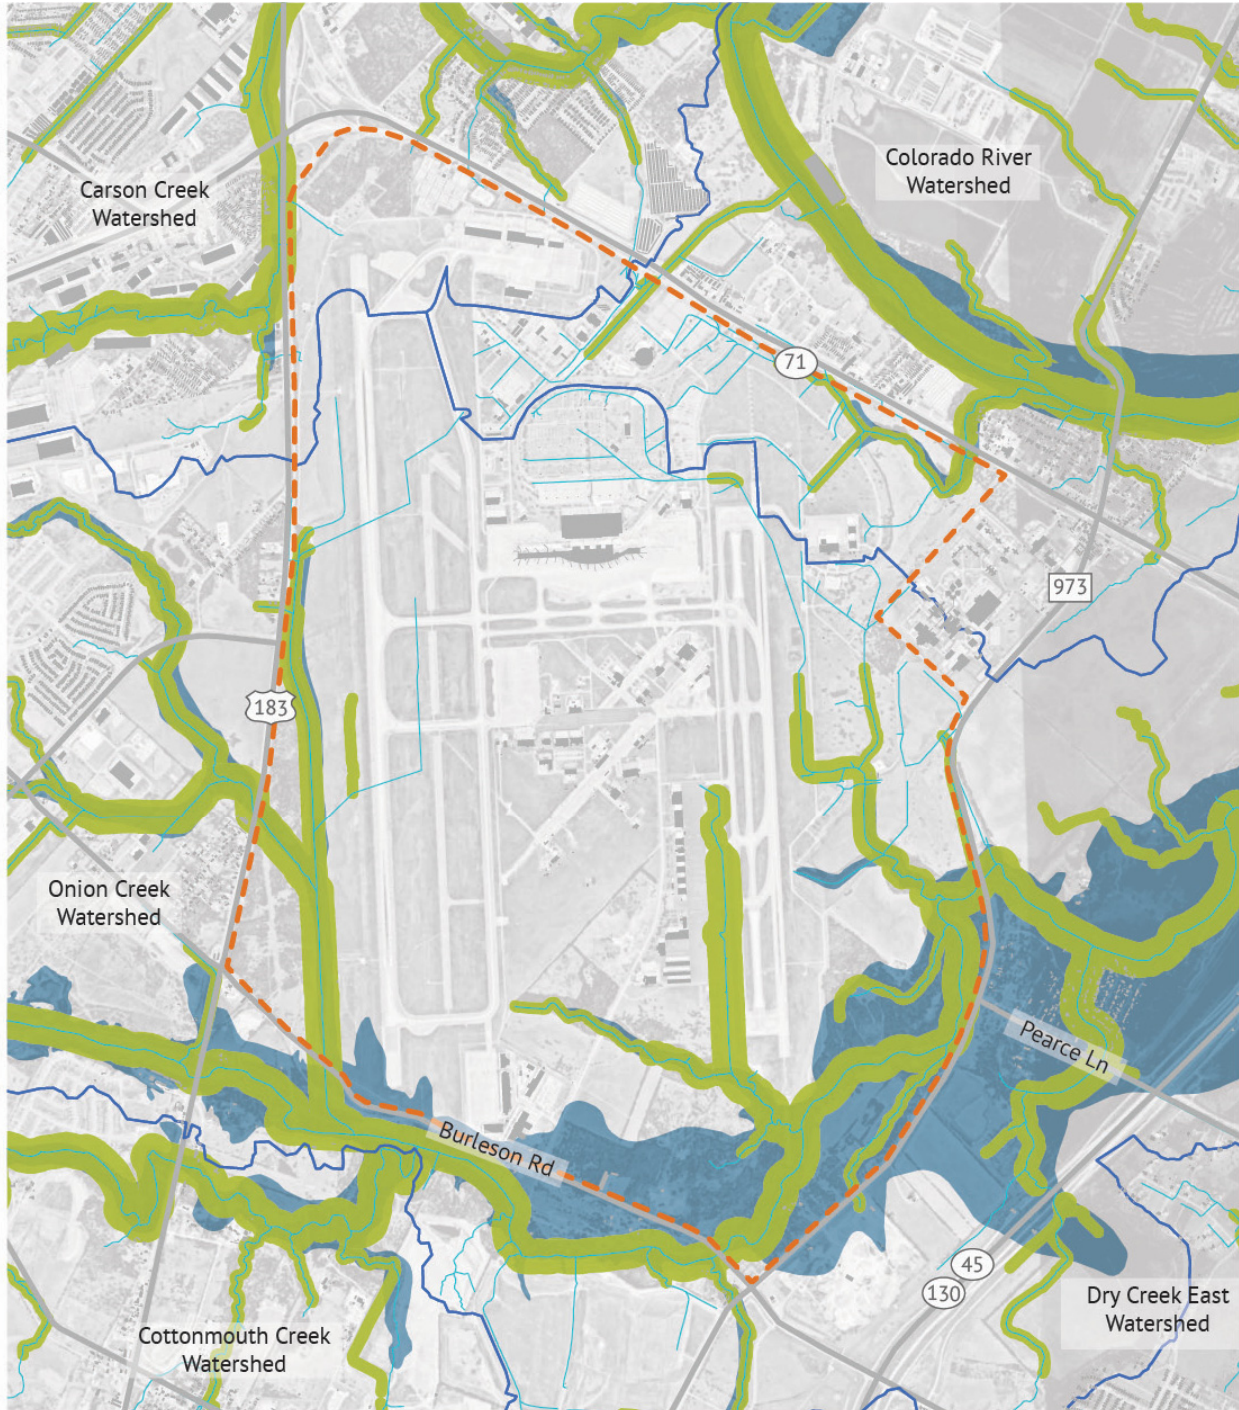 Colorado River
Watershed
Carson Creek
Watershed
71
973
183
Onion Creek
Watershed
Pearce Ln
Burleson Rd
45
130
Dry Creek East
Watershed
Cottonmouth Creek
Watershed